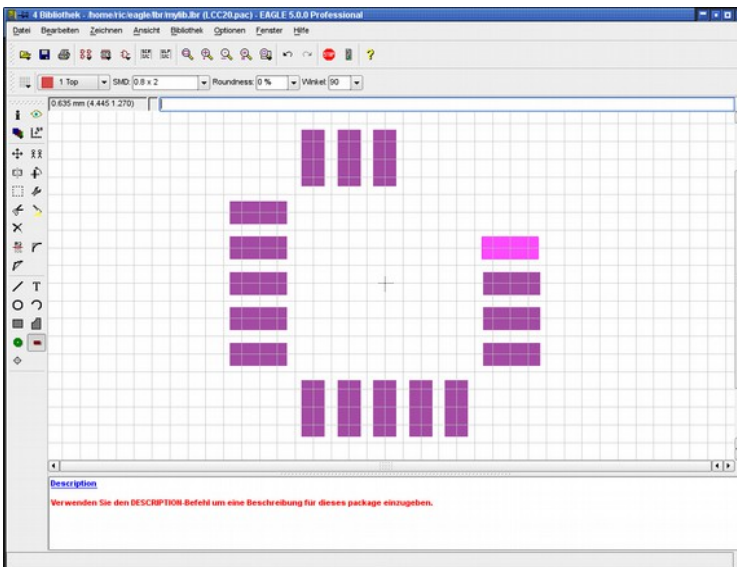 4 Bibliothek - /home/ric/eagle/lbr/mylib.lbr (LCC20.pac) - EAGLE 5.0.0 Professional
Datei Bearbeiten Zeichnen Ansicht Bibliothek Optionen Fenster Hilfe
STOP ?
1 Top SMD: 0.8 x 2 Roundness: 0 % Winkel: 90
0.635 mm (4.445 1.270)
i
T
Description
Verwenden Sie den DESCRIPTION-Befehl um eine Beschreibung für dieses package einzugeben.